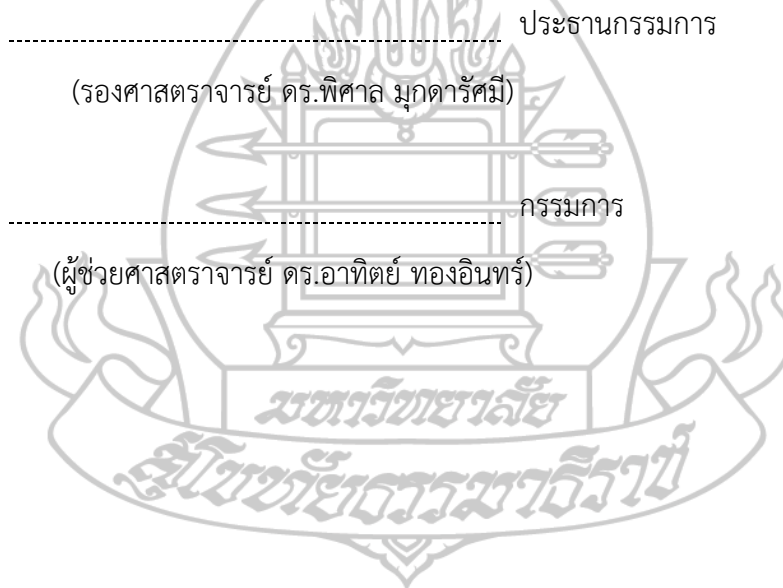 ประธานกรรมการ
(รองศาสตราจารย์ ดร.พิศาล มุกดารัศมี)
กรรมการ
(ผู้ช่วยศาสตราจารย์ ดร.อาทิตย์ ทองอินทร์)
มหาวิทยาลัย
สุโขทัยธรรมาธิราช